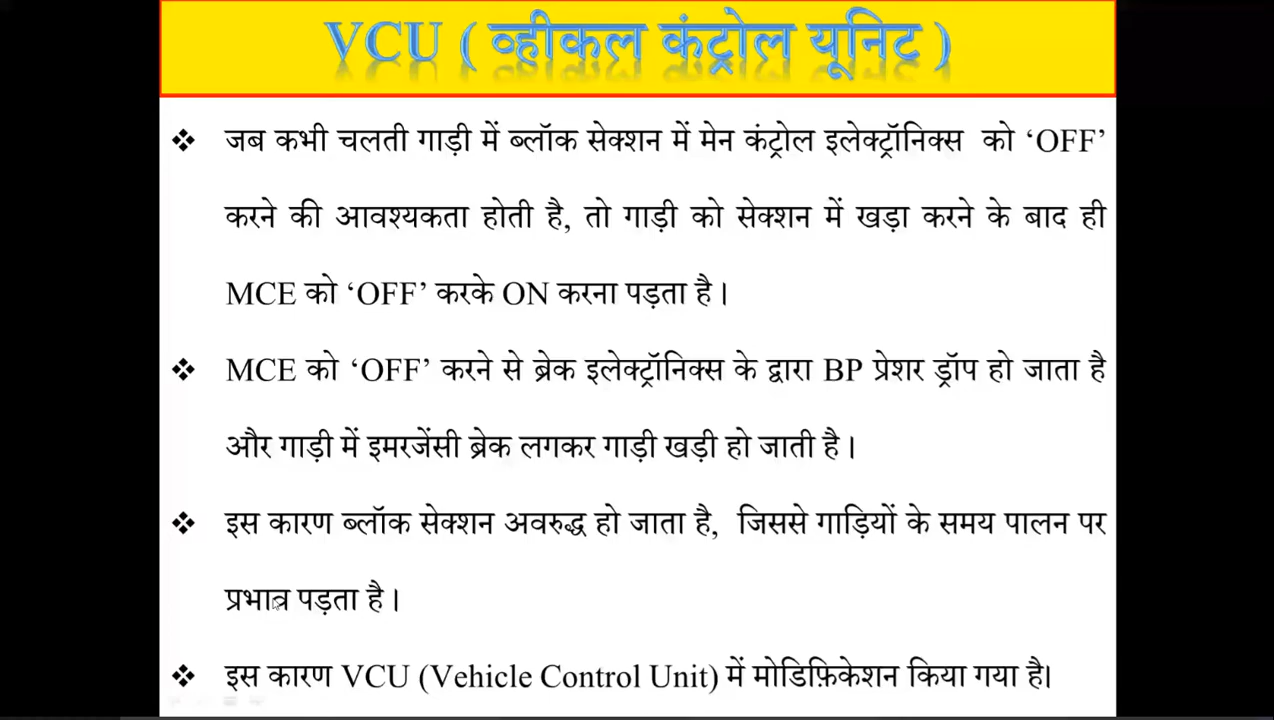 VCU ( व्हीकल कंट्रोल यूनिट )
❖ जब कभी चलती गाड़ी में ब्लॉक सेक्शन में मेन कंट्रोल इलेक्ट्रॉनिक्स को ‘OFF’
करने की आवश्यकता होती है, तो गाड़ी को सेक्शन में खड़ा करने के बाद ही
MCE को ‘OFF’ करके ON करना पड़ता है।
❖ MCE को ‘OFF’ करने से ब्रेक इलेक्ट्रॉनिक्स के द्वारा BP प्रेशर ड्रॉप हो जाता है
और गाड़ी में इमरजेंसी ब्रेक लगकर गाड़ी खड़ी हो जाती है।
❖ इस कारण ब्लॉक सेक्शन अवरुद्ध हो जाता है, जिससे गाड़ियों के समय पालन पर
प्रभाव पड़ता है।
❖ इस कारण VCU (Vehicle Control Unit) में मोडिफ़िकेशन किया गया है।